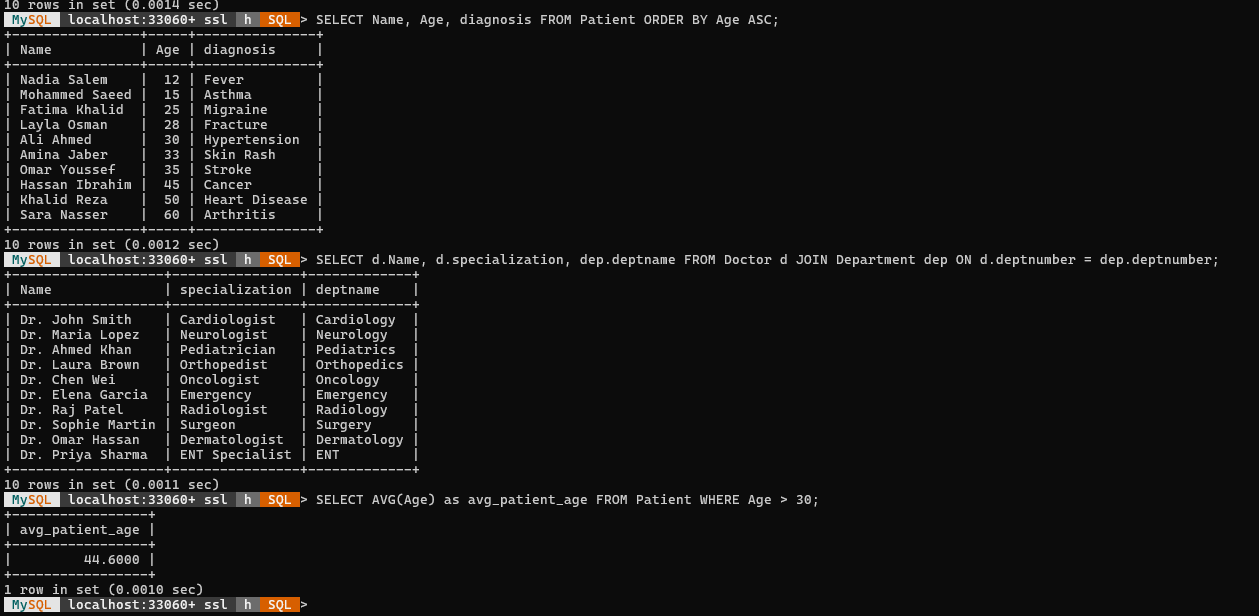 10 rows in set (0.0014 sec)
MySQL localhost:33060+ ssl h SQL > SELECT Name, Age, diagnosis FROM Patient ORDER BY Age ASC;
+----------------+-----+---------------+
| Name           | Age | diagnosis     |
+----------------+-----+---------------+
| Nadia Salem    |  12 | Fever         |
| Mohammed Saeed |  15 | Asthma        |
| Fatima Khalid  |  25 | Migraine      |
| Layla Osman    |  28 | Fracture      |
| Ali Ahmed      |  30 | Hypertension  |
| Amina Jaber    |  33 | Skin Rash     |
| Omar Youssef   |  35 | Stroke        |
| Hassan Ibrahim |  45 | Cancer        |
| Khalid Reza    |  50 | Heart Disease |
| Sara Nasser    |  60 | Arthritis     |
+----------------+-----+---------------+
10 rows in set (0.0012 sec)
MySQL localhost:33060+ ssl h SQL > SELECT d.Name, d.specialization, dep.deptname FROM Doctor d JOIN Department dep ON d.deptnumber = dep.deptnumber;
+-------------------+----------------+-------------+
| Name              | specialization | deptname    |
+-------------------+----------------+-------------+
| Dr. John Smith    | Cardiologist   | Cardiology  |
| Dr. Maria Lopez   | Neurologist    | Neurology   |
| Dr. Ahmed Khan    | Pediatrician   | Pediatrics  |
| Dr. Laura Brown   | Orthopedist    | Orthopedics |
| Dr. Chen Wei      | Oncologist     | Oncology    |
| Dr. Elena Garcia  | Emergency      | Emergency   |
| Dr. Raj Patel     | Radiologist    | Radiology   |
| Dr. Sophie Martin | Surgeon        | Surgery     |
| Dr. Omar Hassan   | Dermatologist  | Dermatology |
| Dr. Priya Sharma  | ENT Specialist | ENT         |
+-------------------+----------------+-------------+
10 rows in set (0.0011 sec)
MySQL localhost:33060+ ssl h SQL > SELECT AVG(Age) as avg_patient_age FROM Patient WHERE Age > 30;
+-----------------+
| avg_patient_age |
+-----------------+
|         44.6000 |
+-----------------+
1 row in set (0.0010 sec)
MySQL localhost:33060+ ssl h SQL >